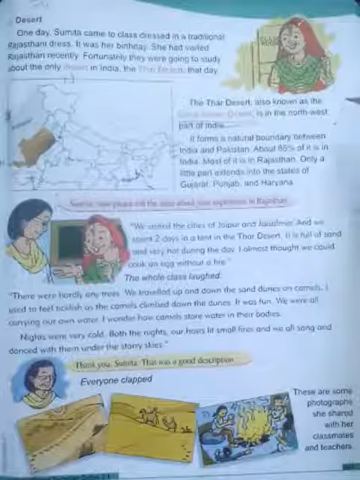 Desert
One day, Sumita came to class dressed in a traditional
Rajasthani dress. It was her birthday. She had visited
Rajasthan recently. Fortunately they were going to study
about the only desert in India, the Thar Desert, that day.
The Thar Desert, also known as the
Great Indian Desert, is in the north-west
part of India.
It forms a natural boundary between
India and Pakistan. About 85% of it is in
India. Most of it is in Rajasthan. Only a
little part extends into the states of
Gujarat, Punjab, and Haryana.
Sumita, now please tell the class about your experience in Rajasthan.
"We visited the cities of Jaipur and Jaisalmer. And we
spent 2 days in a tent in the Thar Desert. It is full of sand
and very hot during the day. I almost thought we could
cook an egg without a fire."
The whole class laughed.
"There were hardly any trees. We travelled up and down the sand dunes on camels. I
used to feel ticklish as the camels climbed down the dunes. It was fun. We were all
carrying our own water. I wonder how camels store water in their bodies.
Nights were very cold. Both the nights, our hosts lit small fires and we all sang and
danced with them under the starry skies."
Thank you, Sumita. That was a good description.
Everyone clapped
These are some
photographs
she shared
with her
classmates
and teachers.